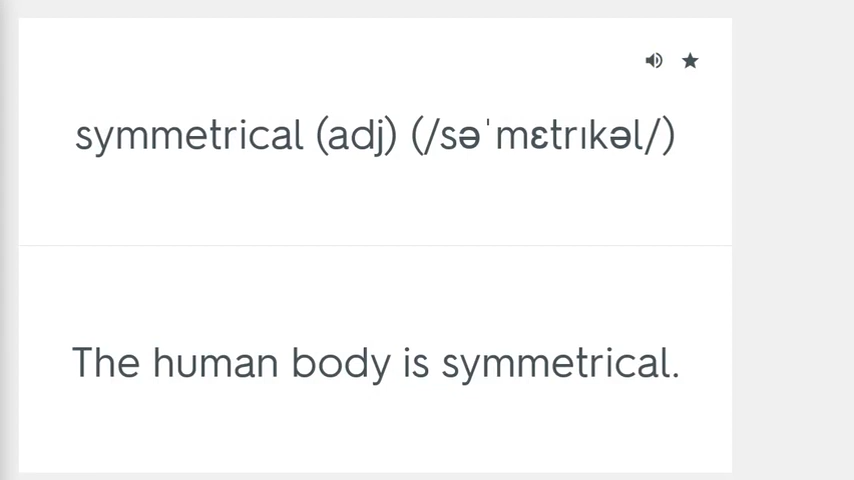 symmetrical (adj) (/səˈmɛtrɪkəl/)
The human body is symmetrical.